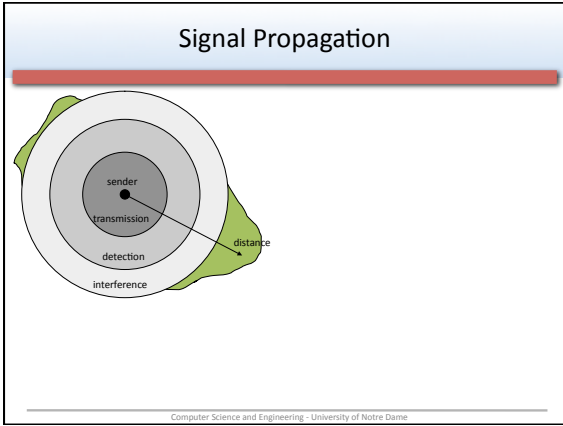 Signal Propagation
sender
transmission
distance
detection
interference
Computer Science and Engineering - University of Notre Dame